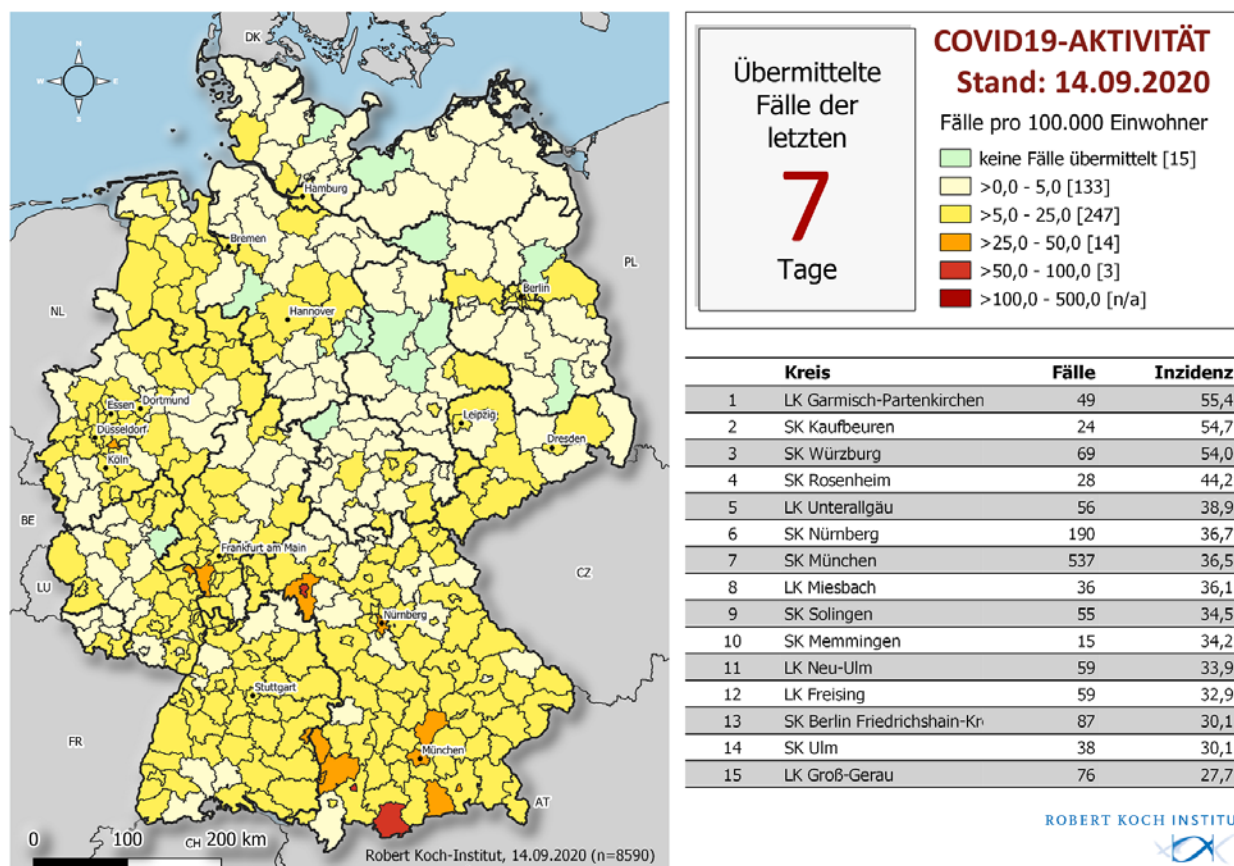 DK
N
W
E
S
Hamburg
Bremen
PL
Berlin
NL
Hannover
Essen
Dortmund
Düsseldorf
Leipzig
Köln
Dresden
BE
Frankfurt am Main
LU
CZ
Nürnberg
Stuttgart
FR
München
AT
CH
0 100 200 km
Robert Koch-Institut, 14.09.2020 (n=8590)
Übermittelte
Fälle der
letzten
7
Tage
COVID19-AKTIVITÄT
Stand: 14.09.2020
Fälle pro 100.000 Einwohner
keine Fälle übermittelt [15]
>0,0 - 5,0 [133]
>5,0 - 25,0 [247]
>25,0 - 50,0 [14]
>50,0 - 100,0 [3]
>100,0 - 500,0 [n/a]
Kreis Fälle Inzidenz
1 LK Garmisch-Partenkirchen 49 55,4
2 SK Kaufbeuren 24 54,7
3 SK Würzburg 69 54,0
4 SK Rosenheim 28 44,2
5 LK Unterallgäu 56 38,9
6 SK Nürnberg 190 36,7
7 SK München 537 36,5
8 LK Miesbach 36 36,1
9 SK Solingen 55 34,5
10 SK Memmingen 15 34,2
11 LK Neu-Ulm 59 33,9
12 LK Freising 59 32,9
13 SK Berlin Friedrichshain-Kr 87 30,1
14 SK Ulm 38 30,1
15 LK Groß-Gerau 76 27,7
ROBERT KOCH INSTITU